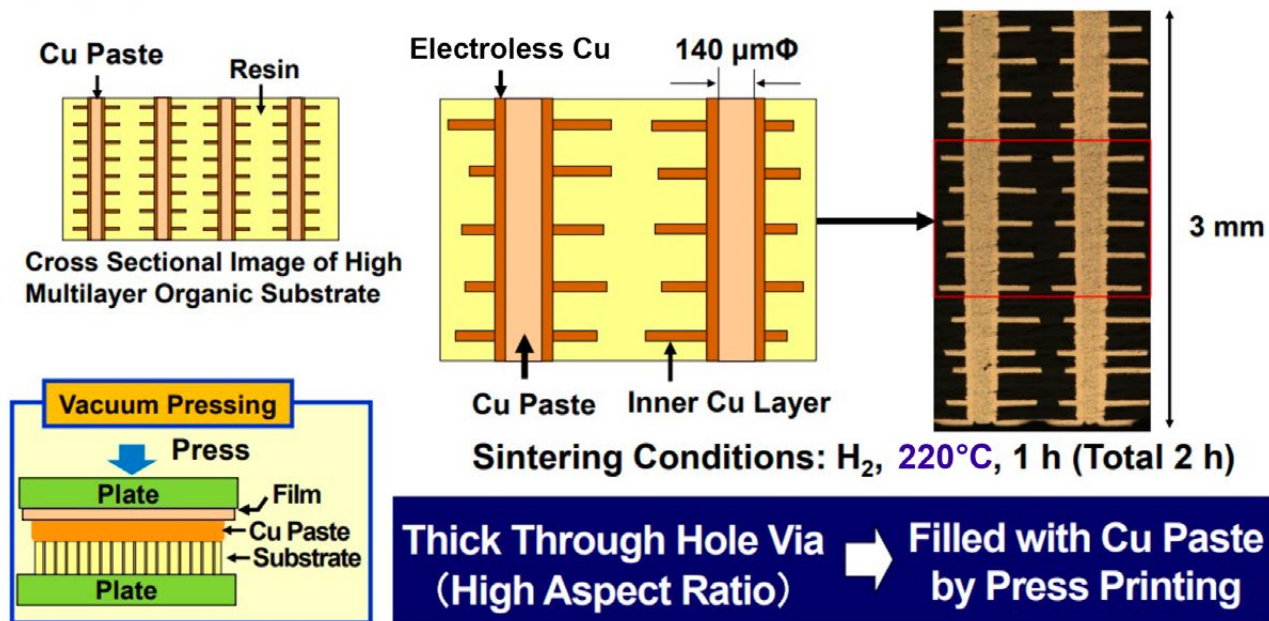 Cu Paste
Resin
Cross Sectional Image of High
Multilayer Organic Substrate
Electroless Cu
140 μmΦ
Cu Paste
Inner Cu Layer
3 mm
Sintering Conditions: H₂, 220°C, 1 h (Total 2 h)
Vacuum Pressing
Press
Plate
Film
Cu Paste
Substrate
Plate
Thick Through Hole Via
(High Aspect Ratio)
Filled with Cu Paste
by Press Printing